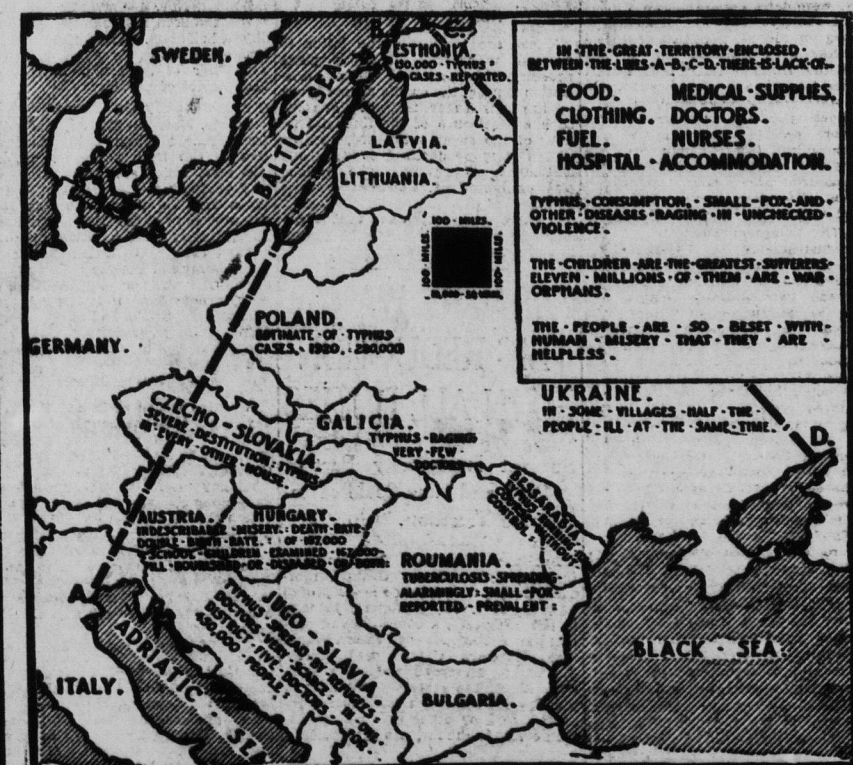 SWEDEN.
BALTIC · SEA.
B.
C.
ESTHONIA.
130,000 · TYPHUS
CASES · REPORTED.
LATVIA.
LITHUANIA.
100 · MILES.
100 · MILES.
100 · MILES.
IN · THE · GREAT · TERRITORY · ENCLOSED ·
BETWEEN · THE · LINES · A-B, · C-D, · THERE · IS · LACK · OF—
FOOD. MEDICAL · SUPPLIES.
CLOTHING. DOCTORS.
FUEL. NURSES.
HOSPITAL · ACCOMMODATION.
TYPHUS, · CONSUMPTION, · SMALL-POX, · AND ·
OTHER · DISEASES · RAGING · IN · UNCHECKED ·
VIOLENCE.
THE · CHILDREN · ARE · THE · GREATEST · SUFFERERS-
ELEVEN · MILLIONS · OF · THEM · ARE · WAR ·
ORPHANS.
THE · PEOPLE · ARE · SO · BESET · WITH ·
HUMAN · MISERY · THAT · THEY · ARE ·
HELPLESS.
GERMANY.
POLAND.
ESTIMATE · OF · TYPHUS
CASES, · 1920,
UKRAINE.
IN · SOME · VILLAGES · HALF · THE ·
PEOPLE · ILL · AT · THE · SAME · TIME.
D.
CZECHO - SLOVAKIA.
SEVERE · DESTITUTION : TYPHUS
IN · EVERY · OTHER · HOUSE.
GALICIA.
TYPHUS · RAGING
VERY · FEW ·
DOCTORS
BESSARABIA
WITHOUT
CONTROL :
AUSTRIA. HUNGARY.
INDESCRIBABLE · MISERY : DEATH · RATE ·
DOUBLE · BIRTH · RATE. : OF
SCHOOL · CHILDREN · EXAMINED
ILL · NOURISHED · OR · DISEASED · OR · BOTH:
ROUMANIA.
TUBERCULOSIS · SPREADING
ALARMINGLY : SMALL-POX ·
REPORTED · PREVALENT :
A.
JUGO - SLAVIA.
TYPHUS · SPREAD · BY · REFUGEES :
DOCTORS · VERY · SCARCE · IN · ONE ·
DISTRICT · FIVE · DOCTORS · FOR ·
450,000 · PEOPLE :
ITALY.
ADRIATIC · SEA
BULGARIA.
BLACK · SEA.